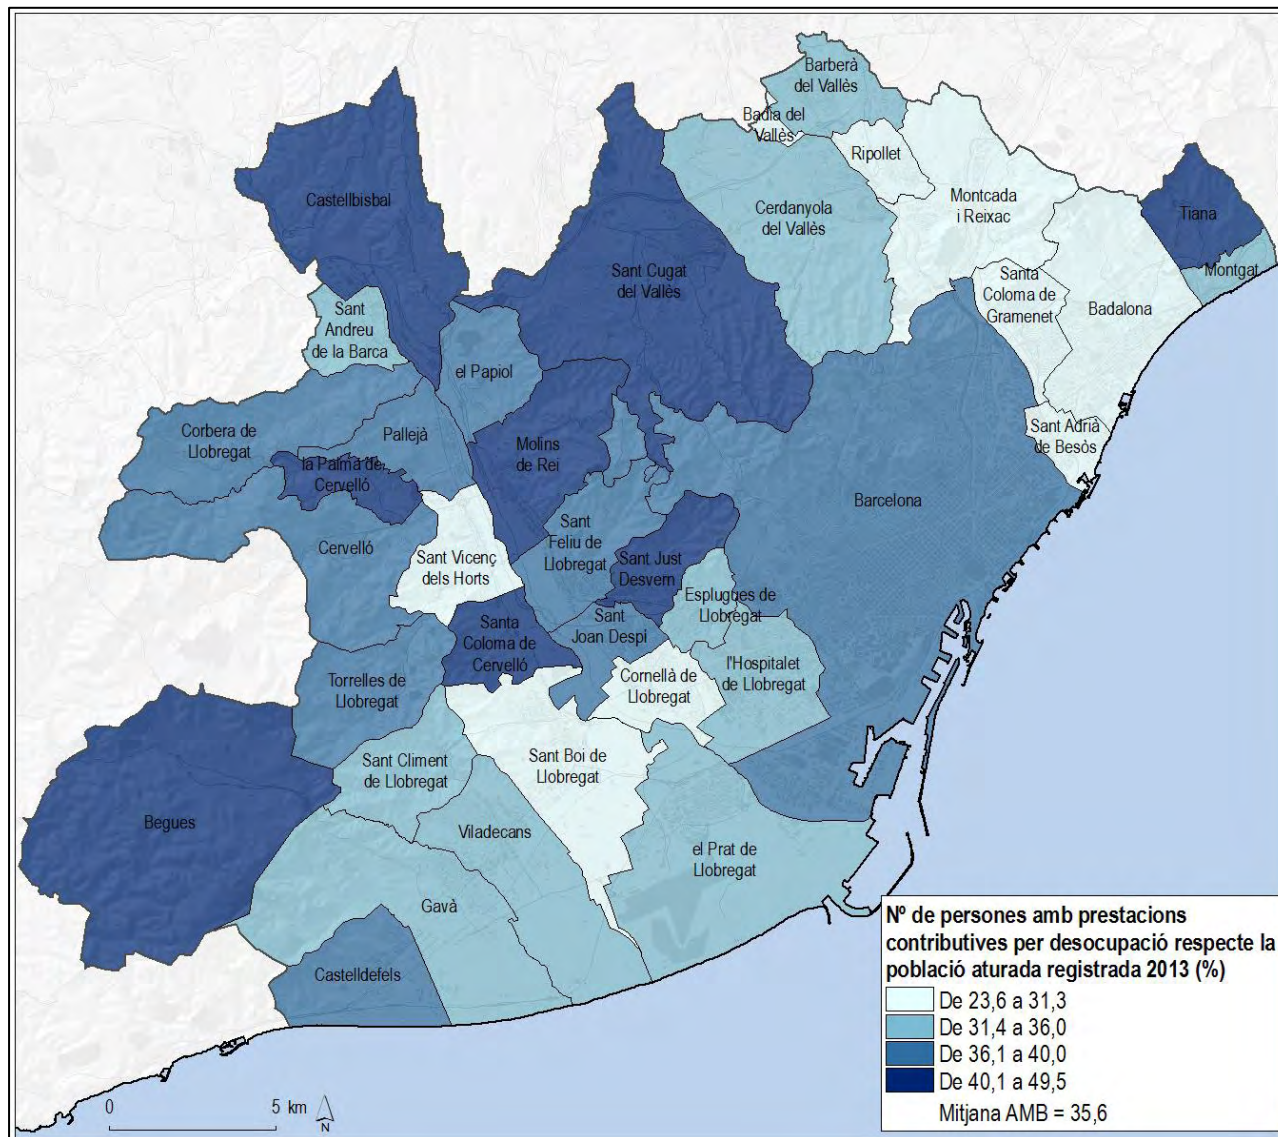 Barberà
del Vallès
Badia del
Vallès
Ripollet
Castellbisbal
Montcada
i Reixac
Cerdanyola
del Vallès
Tiana
Sant Cugat
del Vallès
Montgat
Santa
Coloma de
Gramenet
Badalona
Sant
Andreu
de la Barca
el Papiol
Corbera de
Llobregat
Pallejà
Molins
de Rei
Sant Adrià
de Besòs
la Palma de
Cervelló
Barcelona
Cervelló
Sant
Feliu de
Llobregat
Sant Vicenç
dels Horts
Sant Just
Desvern
Esplugues de
Llobregat
Santa
Coloma de
Cervelló
Sant
Joan Despí
Torrelles de
Llobregat
Cornellà de
Llobregat
l'Hospitalet
de Llobregat
Sant Climent
de Llobregat
Sant Boi de
Llobregat
Begues
Viladecans
el Prat de
Llobregat
Gavà
Castelldefels
Nº de persones amb prestacions
contributives per desocupació respecte la
població aturada registrada 2013 (%)
De 23,6 a 31,3
De 31,4 a 36,0
De 36,1 a 40,0
De 40,1 a 49,5
Mitjana AMB = 35,6
0 5 km
N